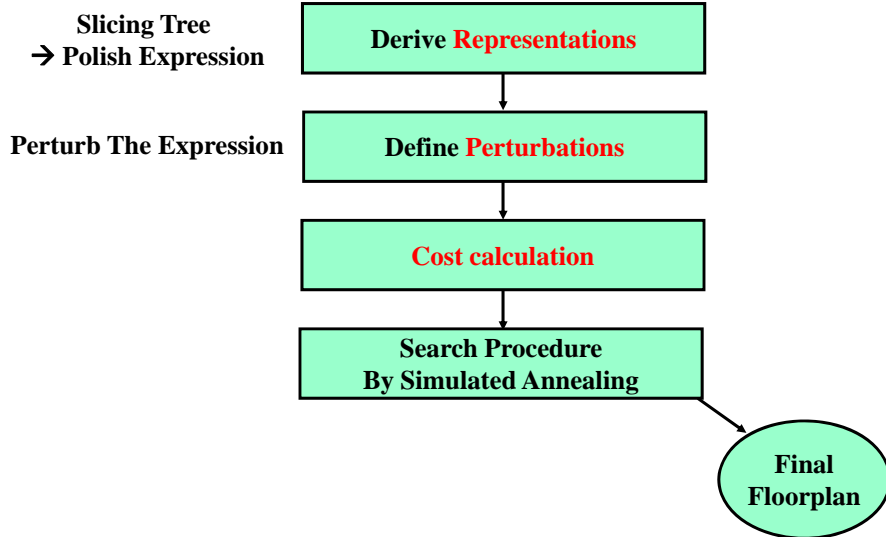 Slicing Tree
→ Polish Expression
Derive Representations
Perturb The Expression
Define Perturbations
Cost calculation
Search Procedure
By Simulated Annealing
Final
Floorplan